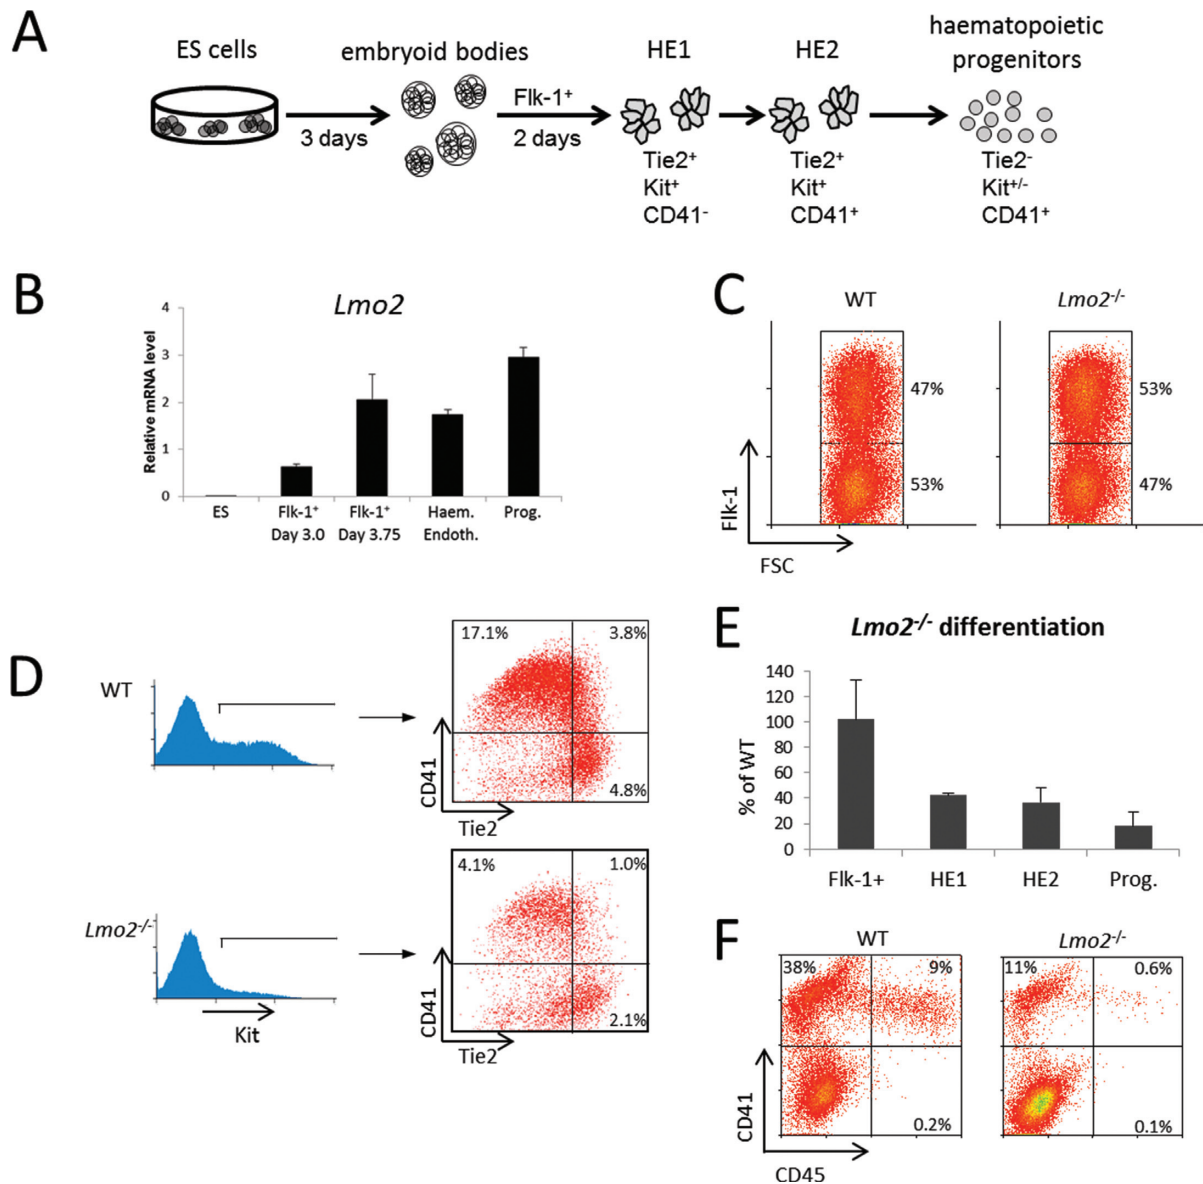 A
ES cells
embryoid bodies
HE1
HE2
haematopoietic
progenitors
3 days
Flk-1⁺
2 days
Tie2⁺
Kit⁺
CD41⁻
Tie2⁺
Kit⁺
CD41⁺
Tie2⁻
Kit⁺/⁻
CD41⁺
B
Lmo2
Relative mRNA level
4
3
2
1
0
ES
Flk-1⁺
Day 3.0
Flk-1⁺
Day 3.75
Haem.
Endoth.
Prog.
C
WT
Lmo2⁻/⁻
47%
53%
53%
47%
Flk-1
FSC
D
WT
17.1%
3.8%
4.8%
CD41
Tie2
Lmo2⁻/⁻
Kit
4.1%
1.0%
2.1%
CD41
Tie2
E
Lmo2⁻/⁻ differentiation
% of WT
140
120
100
80
60
40
20
0
Flk-1+
HE1
HE2
Prog.
F
WT
Lmo2⁻/⁻
38%
9%
0.2%
11%
0.6%
0.1%
CD41
CD45